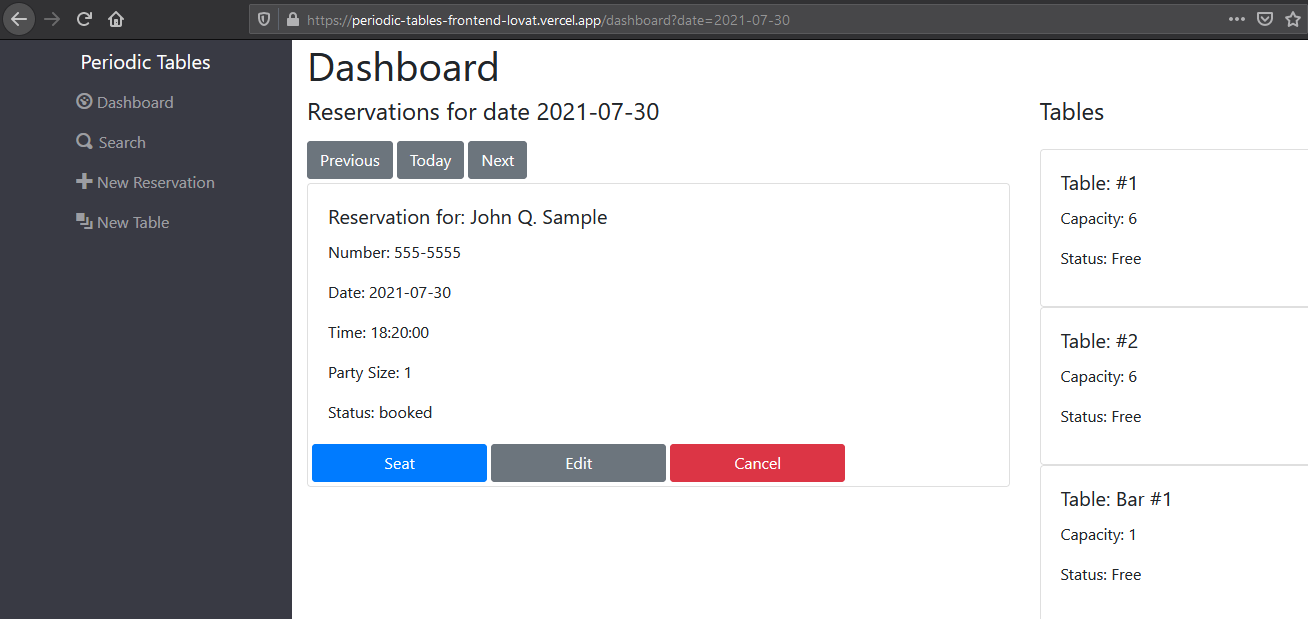 https://periodic-tables-frontend-lovat.vercel.app/dashboard?date=2021-07-30
Periodic Tables
Dashboard
Search
New Reservation
New Table
Dashboard
Reservations for date 2021-07-30
Previous
Today
Next
Reservation for: John Q. Sample
Number: 555-5555
Date: 2021-07-30
Time: 18:20:00
Party Size: 1
Status: booked
Seat
Edit
Cancel
Tables
Table: #1
Capacity: 6
Status: Free
Table: #2
Capacity: 6
Status: Free
Table: Bar #1
Capacity: 1
Status: Free